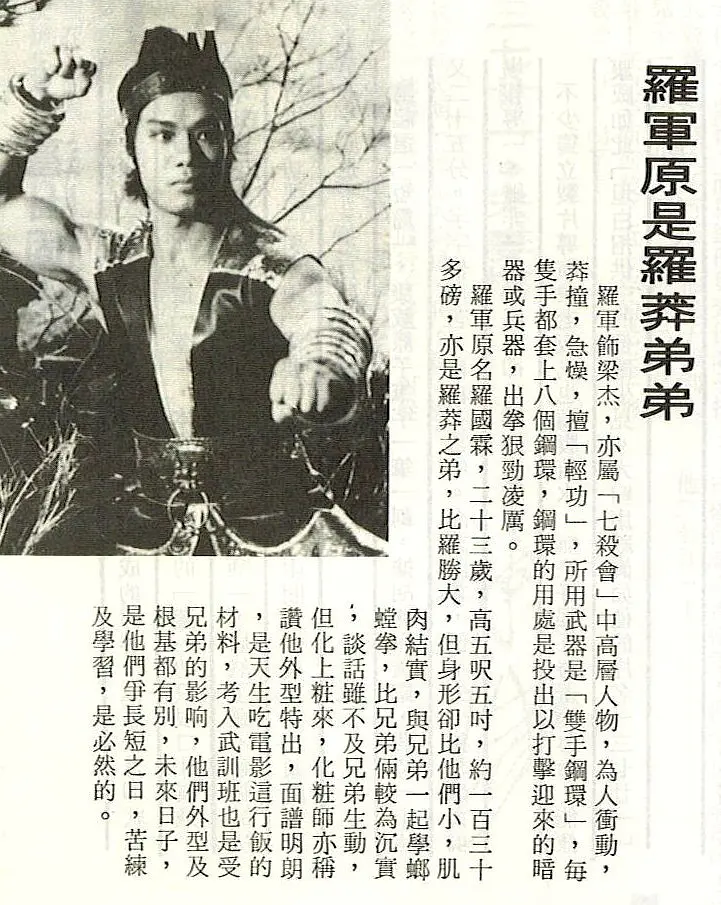 羅軍原是羅莽弟弟
羅軍飾梁杰，亦屬「七殺會」中高層人物，為人衝動，
莽撞，急燥，擅「輕功」，所用武器是「雙手鋼環」，每
隻手都套上八個鋼環，鋼環的用處是投出以打擊迎來的暗
器或兵器，出拳狠勁凌厲。
羅軍原名羅國霖，二十三歲，高五呎五吋，約一百三十
多磅，亦是羅莽之弟，比羅勝大，但身形卻比他們小，肌
肉結實，與兄弟一起學螂
螳拳，比兄弟倆較為沉實
，談話雖不及兄弟生動，
但化上粧來，化粧師亦稱
讚他外型特出，面譜明朗
，是天生吃電影這行飯的
材料，考入武訓班也是受
兄弟的影响，他們外型及
根基都有別，未來日子，
是他們爭長短之日，苦練
及學習，是必然的。